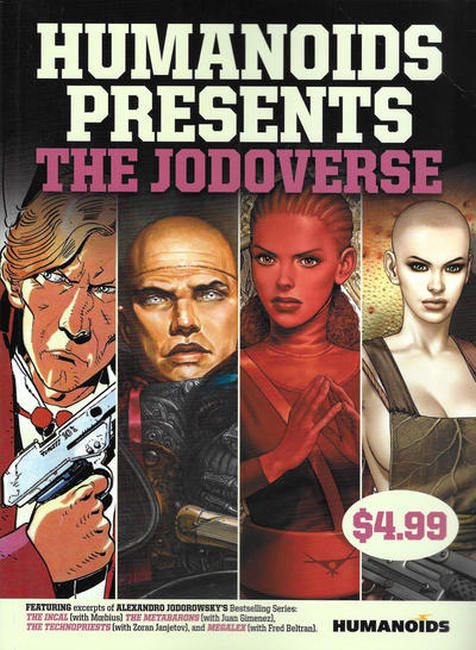 HUMANOIDS
PRESENTS
THE JODOVERSE
$4.99
FEATURING excerpts of ALEXANDRO JODOROWSKY'S Bestselling Series:
THE INCAL (with Mœbius) THE METABARONS (with Juan Gimenez),
THE TECHNOPRIESTS (with Zoran Janjetov), and MEGALEX (with Fred Beltran).
HUMANOIDS